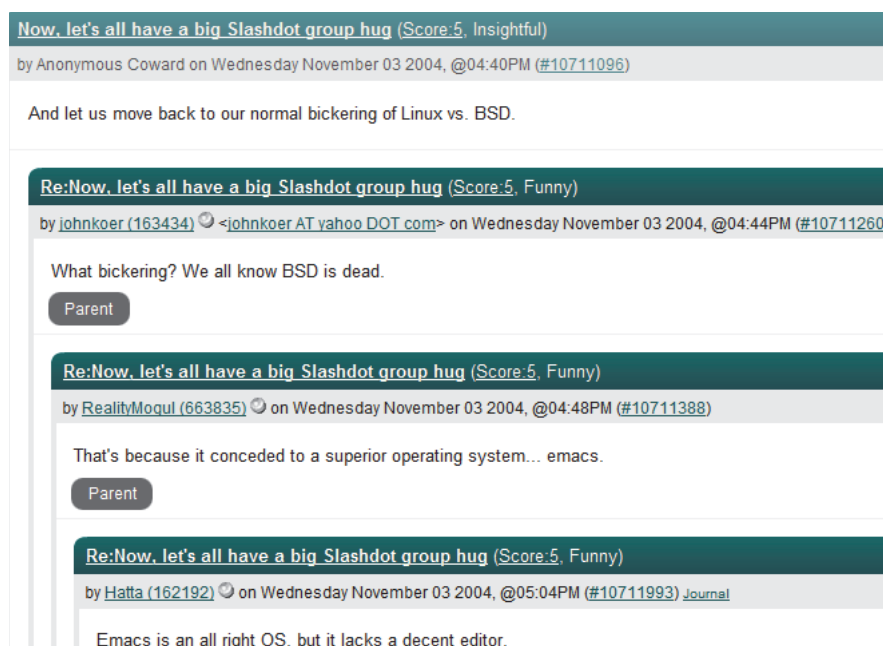 Now, let's all have a big Slashdot group hug (Score:5, Insightful)
by Anonymous Coward on Wednesday November 03 2004, @04:40PM (#10711096)
And let us move back to our normal bickering of Linux vs. BSD.
Re:Now, let's all have a big Slashdot group hug (Score:5, Funny)
by johnkoer (163434) <johnkoer AT yahoo DOT com> on Wednesday November 03 2004, @04:44PM (#10711260
What bickering? We all know BSD is dead.
Parent
Re:Now, let's all have a big Slashdot group hug (Score:5, Funny)
by RealityMogul (663835) on Wednesday November 03 2004, @04:48PM (#10711388)
That's because it conceded to a superior operating system... emacs.
Parent
Re:Now, let's all have a big Slashdot group hug (Score:5, Funny)
by Hatta (162192) on Wednesday November 03 2004, @05:04PM (#10711993) Journal
Emacs is an all right OS, but it lacks a decent editor.